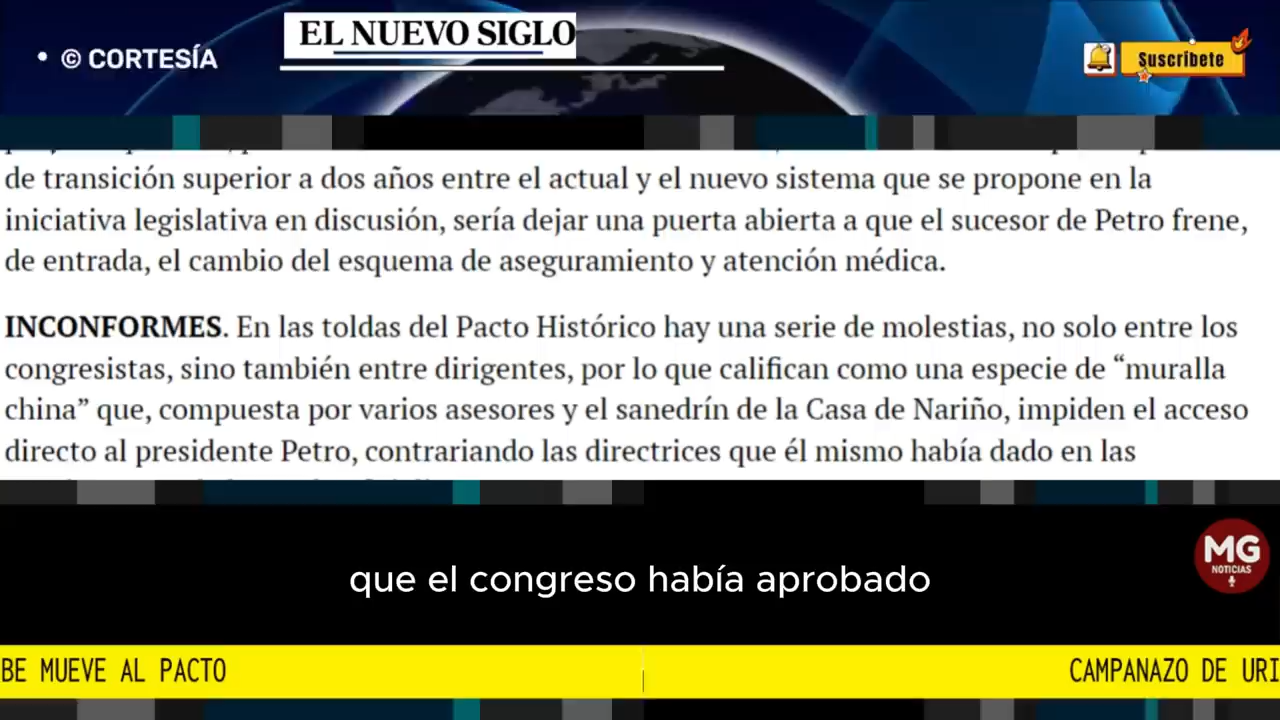 EL NUEVO SIGLO
• © CORTESÍA
Suscríbete
de transición superior a dos años entre el actual y el nuevo sistema que se propone en la
iniciativa legislativa en discusión, sería dejar una puerta abierta a que el sucesor de Petro frene,
de entrada, el cambio del esquema de aseguramiento y atención médica.
INCONFORMES. En las toldas del Pacto Histórico hay una serie de molestias, no solo entre los
congresistas, sino también entre dirigentes, por lo que califican como una especie de “muralla
china” que, compuesta por varios asesores y el sanedrín de la Casa de Nariño, impiden el acceso
directo al presidente Petro, contrariando las directrices que él mismo había dado en las
MG
NOTICIAS
que el congreso había aprobado
BE MUEVE AL PACTO
CAMPANAZO DE URI